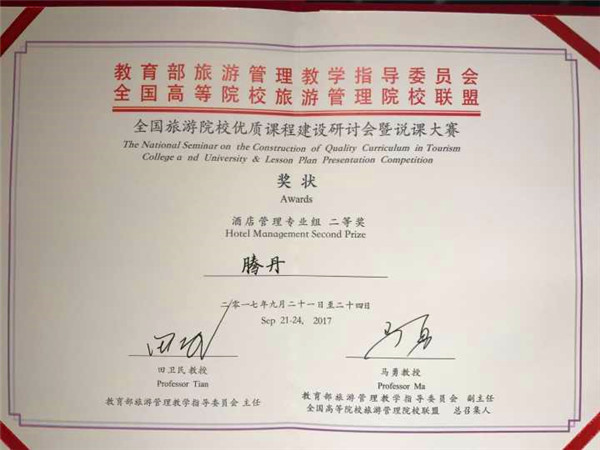 教育部旅游管理教学指导委员会
全国高等院校旅游管理院校联盟
全国旅游院校优质课程建设研讨会暨说课大赛
The National Seminar on the Construction of Quality Curriculum in Tourism
College a nd University & Lesson Plan Presentation Competition
奖状
Awards
酒店管理专业组 二等奖
Hotel Management Second Prize
腾丹
二零一七年九月二十一日至二十四日
Sep 21-24, 2017
田卫民教授
Professor Tian
教育部旅游管理教学指导委员会 主任
马勇
马勇教授
Professor Ma
教育部旅游管理教学指导委员会 副主任
全国高等院校旅游管理院校联盟 总召集人